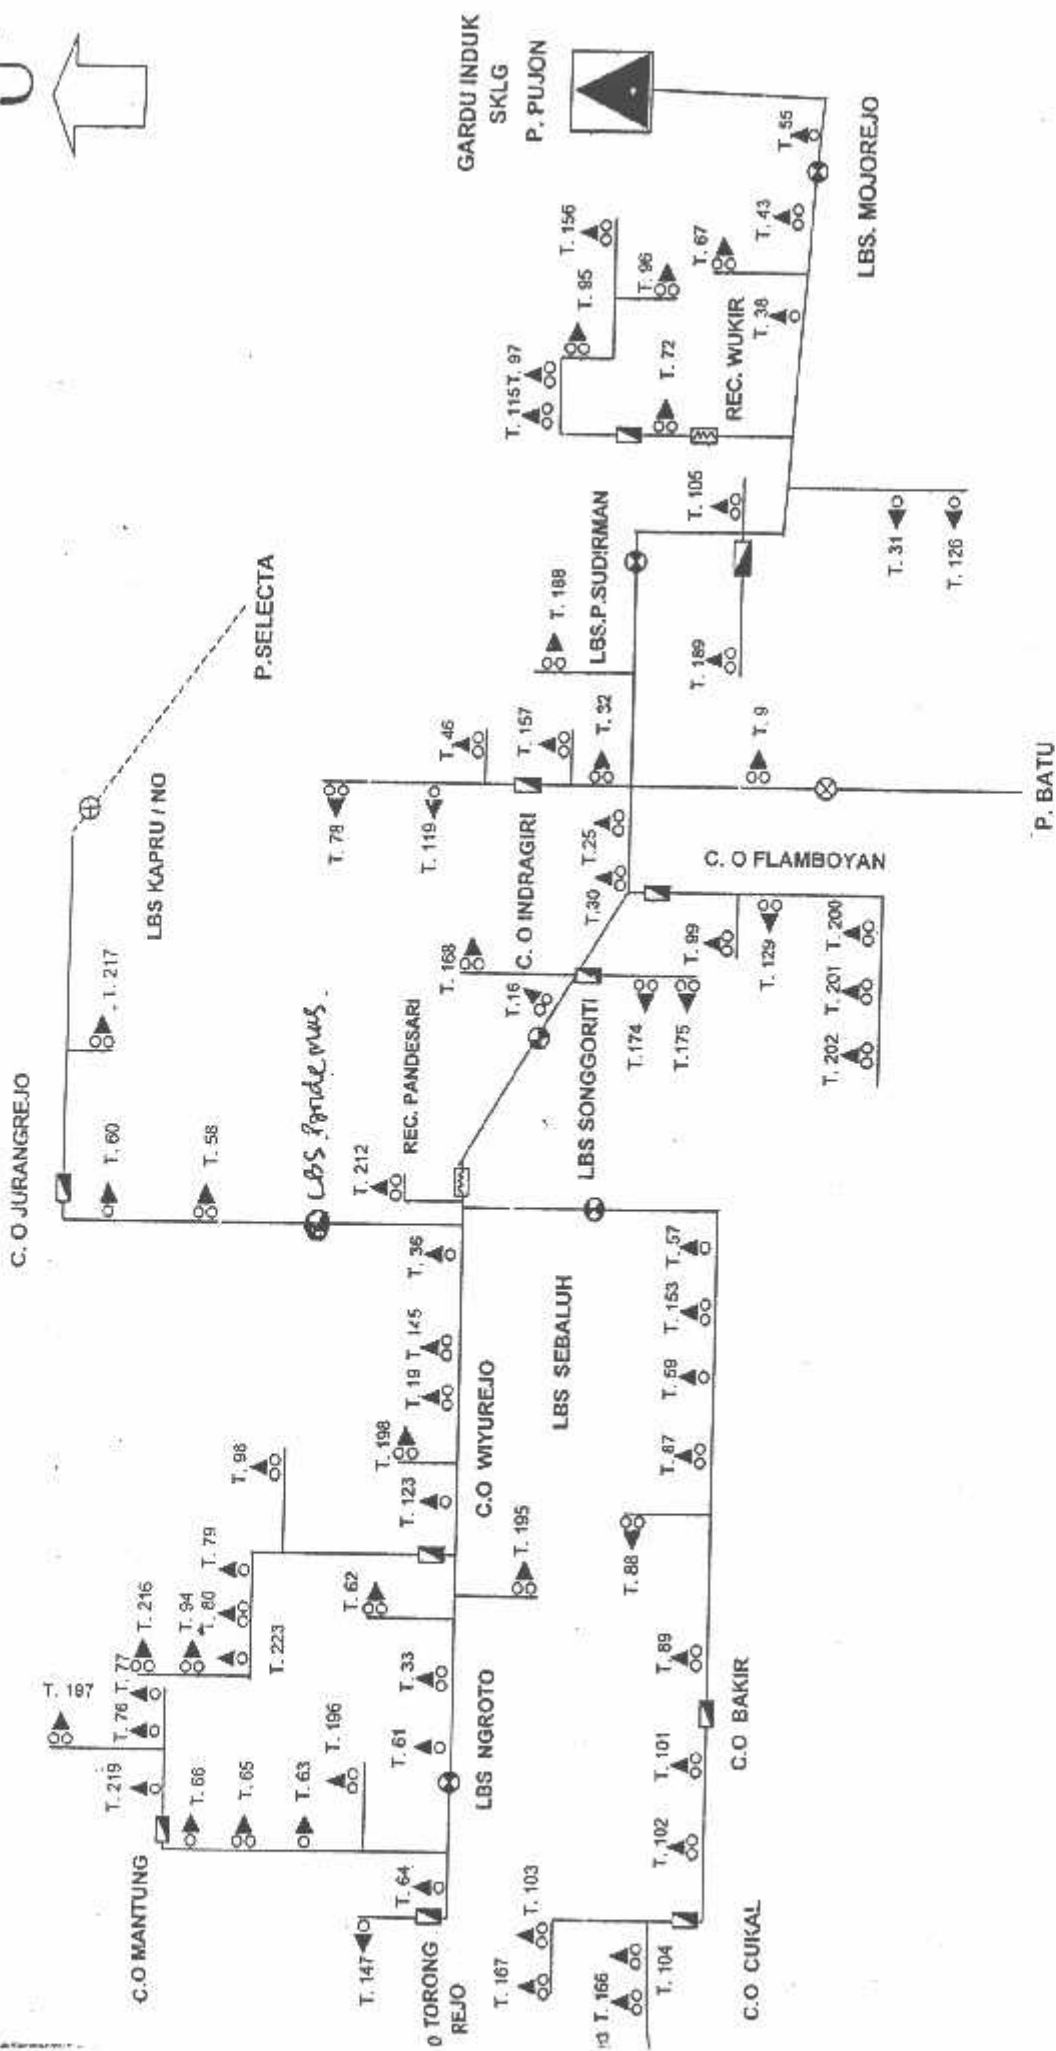 U
GARDU INDUK
SKLG
P. PUJON
T. 55
LBS. MOJOREJO
T. 43
T. 67
T. 38
T. 156
T. 96
T. 95
T. 97
T. 115
T. 72
REC. WUKIR
T. 105
T. 31
T. 126
T. 189
LBS.P.SUDIRMAN
T. 188
P.SELECTA
LBS KAPRU / NO
T. 217
C. O JURANGREJO
T. 60
T. 58
LBS Pandemus.
T. 46
T. 157
T. 32
T. 78
T. 119
C. O INDRAGIRI
T. 9
P. BATU
T.25
T.30
C. O FLAMBOYAN
T. 99
T. 129
T. 200
T. 201
T. 202
T. 168
T.16
T.174
T.175
LBS SONGGORITI
REC. PANDESARI
T. 212
T. 36
T. 145
T. 19
T. 198
T. 123
C.O WIYUREJO
LBS SEBALUH
T. 57
T. 153
T. 59
T. 87
T. 88
T. 89
C.O BAKIR
T. 101
T. 102
C.O CUKAL
T. 103
T. 167
T. 104
T. 166
T. 98
T. 79
T. 80
T. 94
T. 216
T. 223
T. 62
T. 195
T. 33
T. 61
LBS NGROTO
T. 77
T. 76
T. 197
T. 219
T. 66
T. 65
T. 63
T. 196
C.O MANTUNG
T. 64
T. 147
O TORONG
REJO